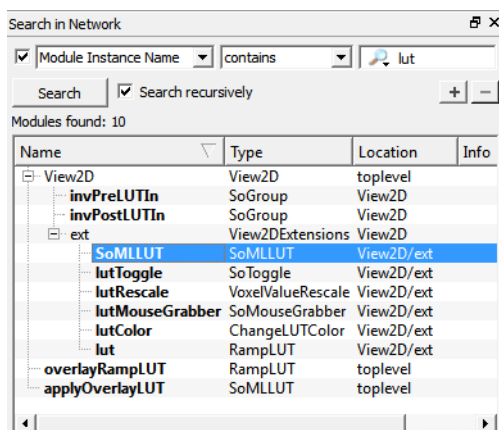 Search in Network
Module Instance Name contains lut
Search Search recursively + −
Modules found: 10
Name Type Location Info
View2D View2D toplevel
invPreLUTIn SoGroup View2D
invPostLUTIn SoGroup View2D
ext View2DExtensions View2D
SoMLLUT SoMLLUT View2D/ext
lutToggle SoToggle View2D/ext
lutRescale VoxelValueRescale View2D/ext
lutMouseGrabber SoMouseGrabber View2D/ext
lutColor ChangeLUTColor View2D/ext
lut RampLUT View2D/ext
overlayRampLUT RampLUT toplevel
applyOverlayLUT SoMLLUT toplevel